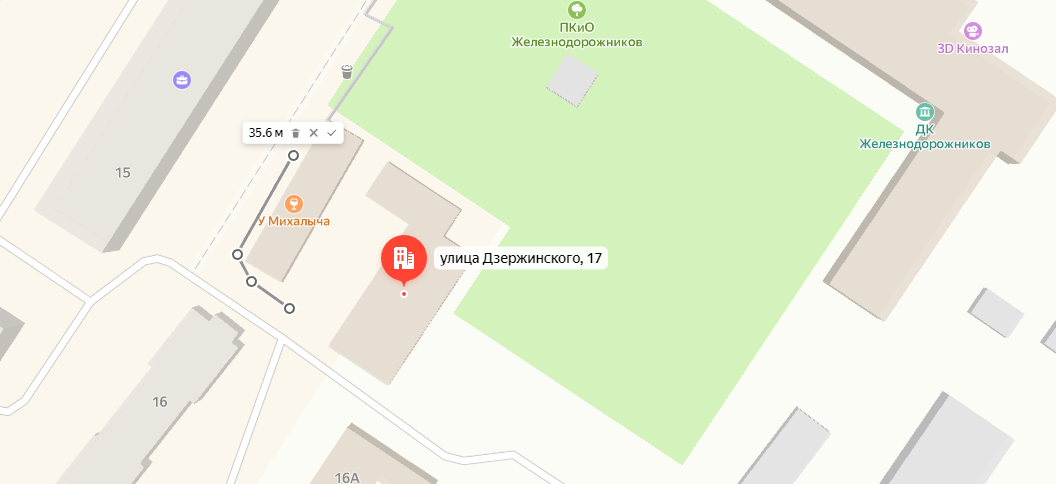 ПКиО
Железнодорожников
3D Кинозал
ДК
Железнодорожников
35.6 м
15
У Михалыча
улица Дзержинского, 17
16
16А